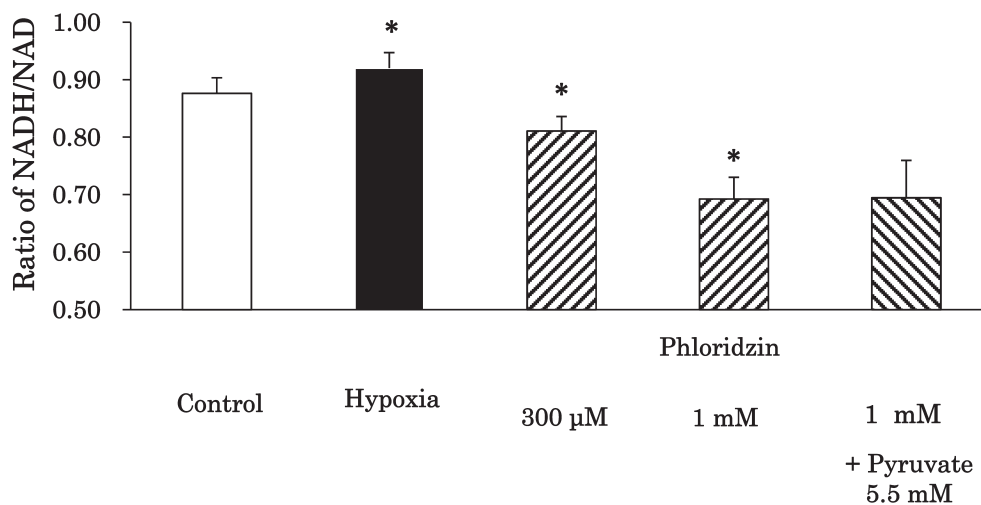 Ratio of NADH/NAD
1.00
0.90
0.80
0.70
0.60
0.50
*
*
*
Phloridzin
Control
Hypoxia
300 µM
1 mM
1 mM
+ Pyruvate
5.5 mM